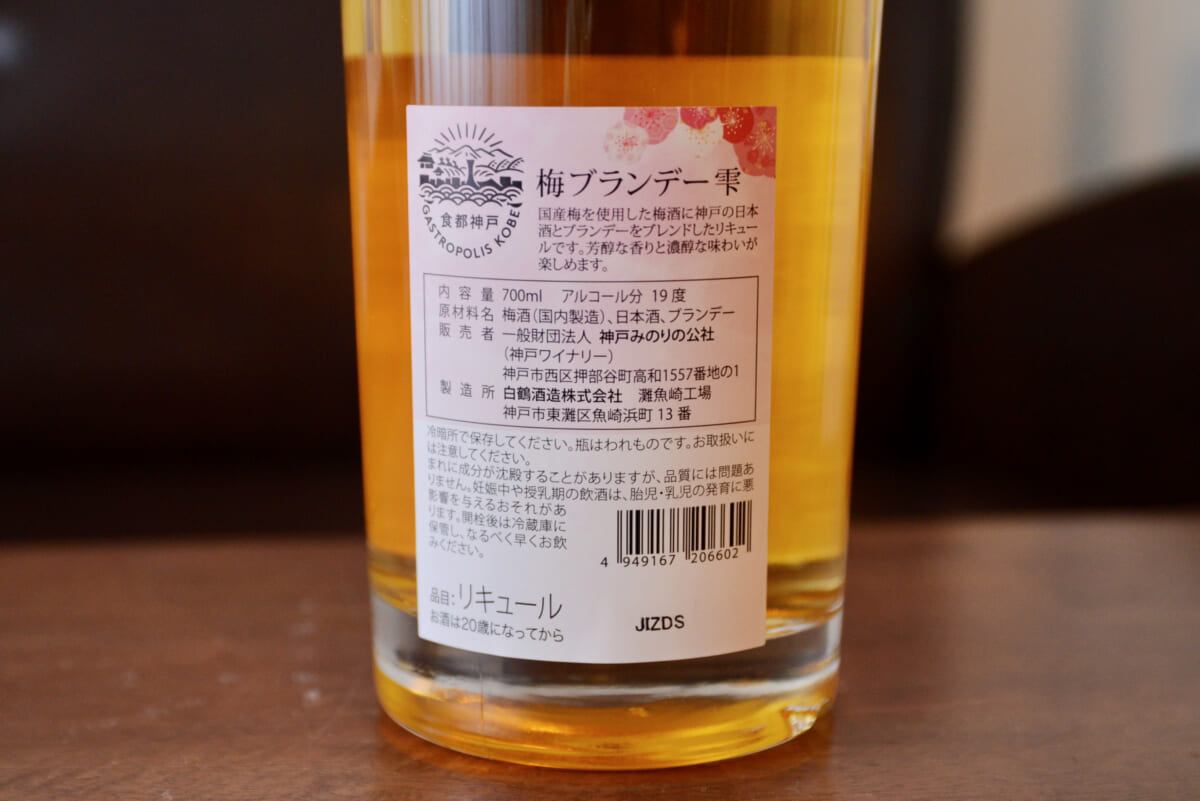 食都神戸
GASTROPOLIS KOBE
梅ブランデー雫
国産梅を使用した梅酒に神戸の日本
酒とブランデーをブレンドしたリキュー
ルです。芳醇な香りと濃醇な味わいが
楽しめます。
内容量 700ml アルコール分 19度
原材料名 梅酒(国内製造)、日本酒、ブランデー
販売者 一般財団法人 神戸みのりの公社
(神戸ワイナリー)
神戸市西区押部谷町高和1557番地の1
製造所 白鶴酒造株式会社 灘魚崎工場
神戸市東灘区魚崎浜町13番
冷暗所で保存してください。瓶はわれものです。お取扱いに
は注意してください。
まれに成分が沈殿することがありますが、品質には問題あ
りません。妊娠中や授乳期の飲酒は、胎児・乳児の発育に悪
影響を与えるおそれがあ
ります。開栓後は冷蔵庫に
保管し、なるべく早くお飲
みください。
4 949167 206602
品目:リキュール
お酒は20歳になってから
JIZDS